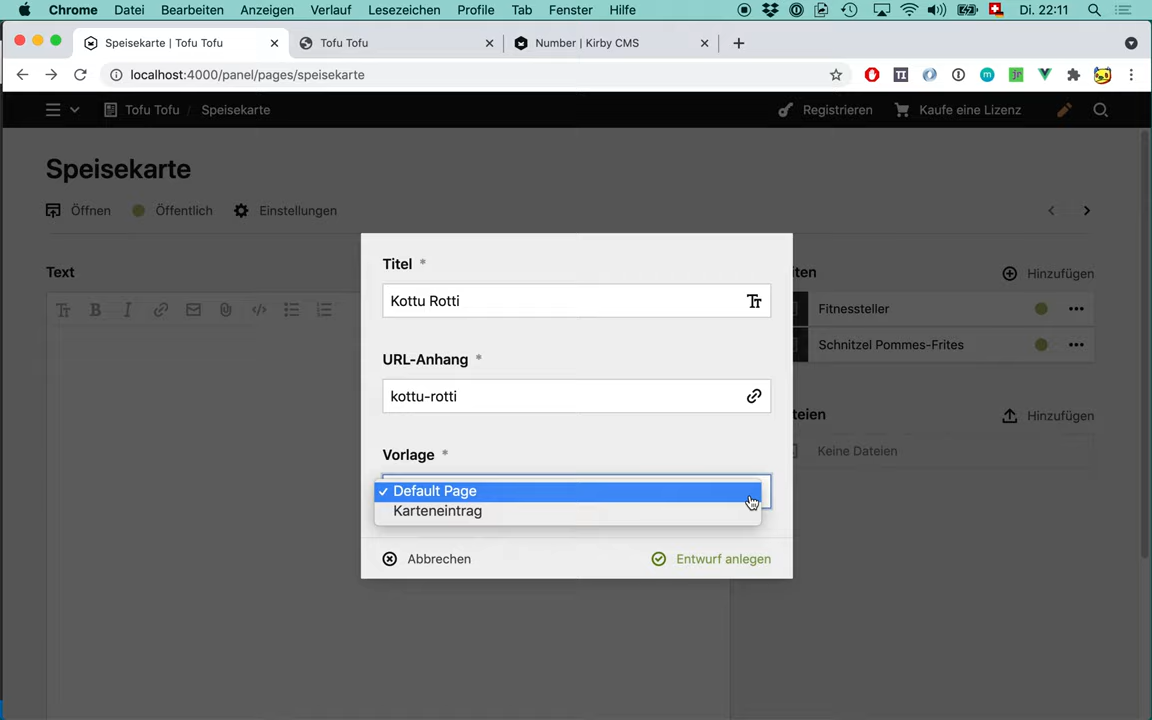 Chrome Datei Bearbeiten Anzeigen Verlauf Lesezeichen Profile Tab Fenster Hilfe Di. 22:11
Speisekarte | Tofu Tofu
Tofu Tofu
Number | Kirby CMS
localhost:4000/panel/pages/speisekarte
Tofu Tofu / Speisekarte
Registrieren
Kaufe eine Lizenz
Speisekarte
Öffnen
Öffentlich
Einstellungen
Text
iten
Hinzufügen
Fitnessteller
Schnitzel Pommes-Frites
teien
Hinzufügen
Keine Dateien
Titel *
Kottu Rotti
URL-Anhang *
kottu-rotti
Vorlage *
Default Page
Karteneintrag
Abbrechen
Entwurf anlegen